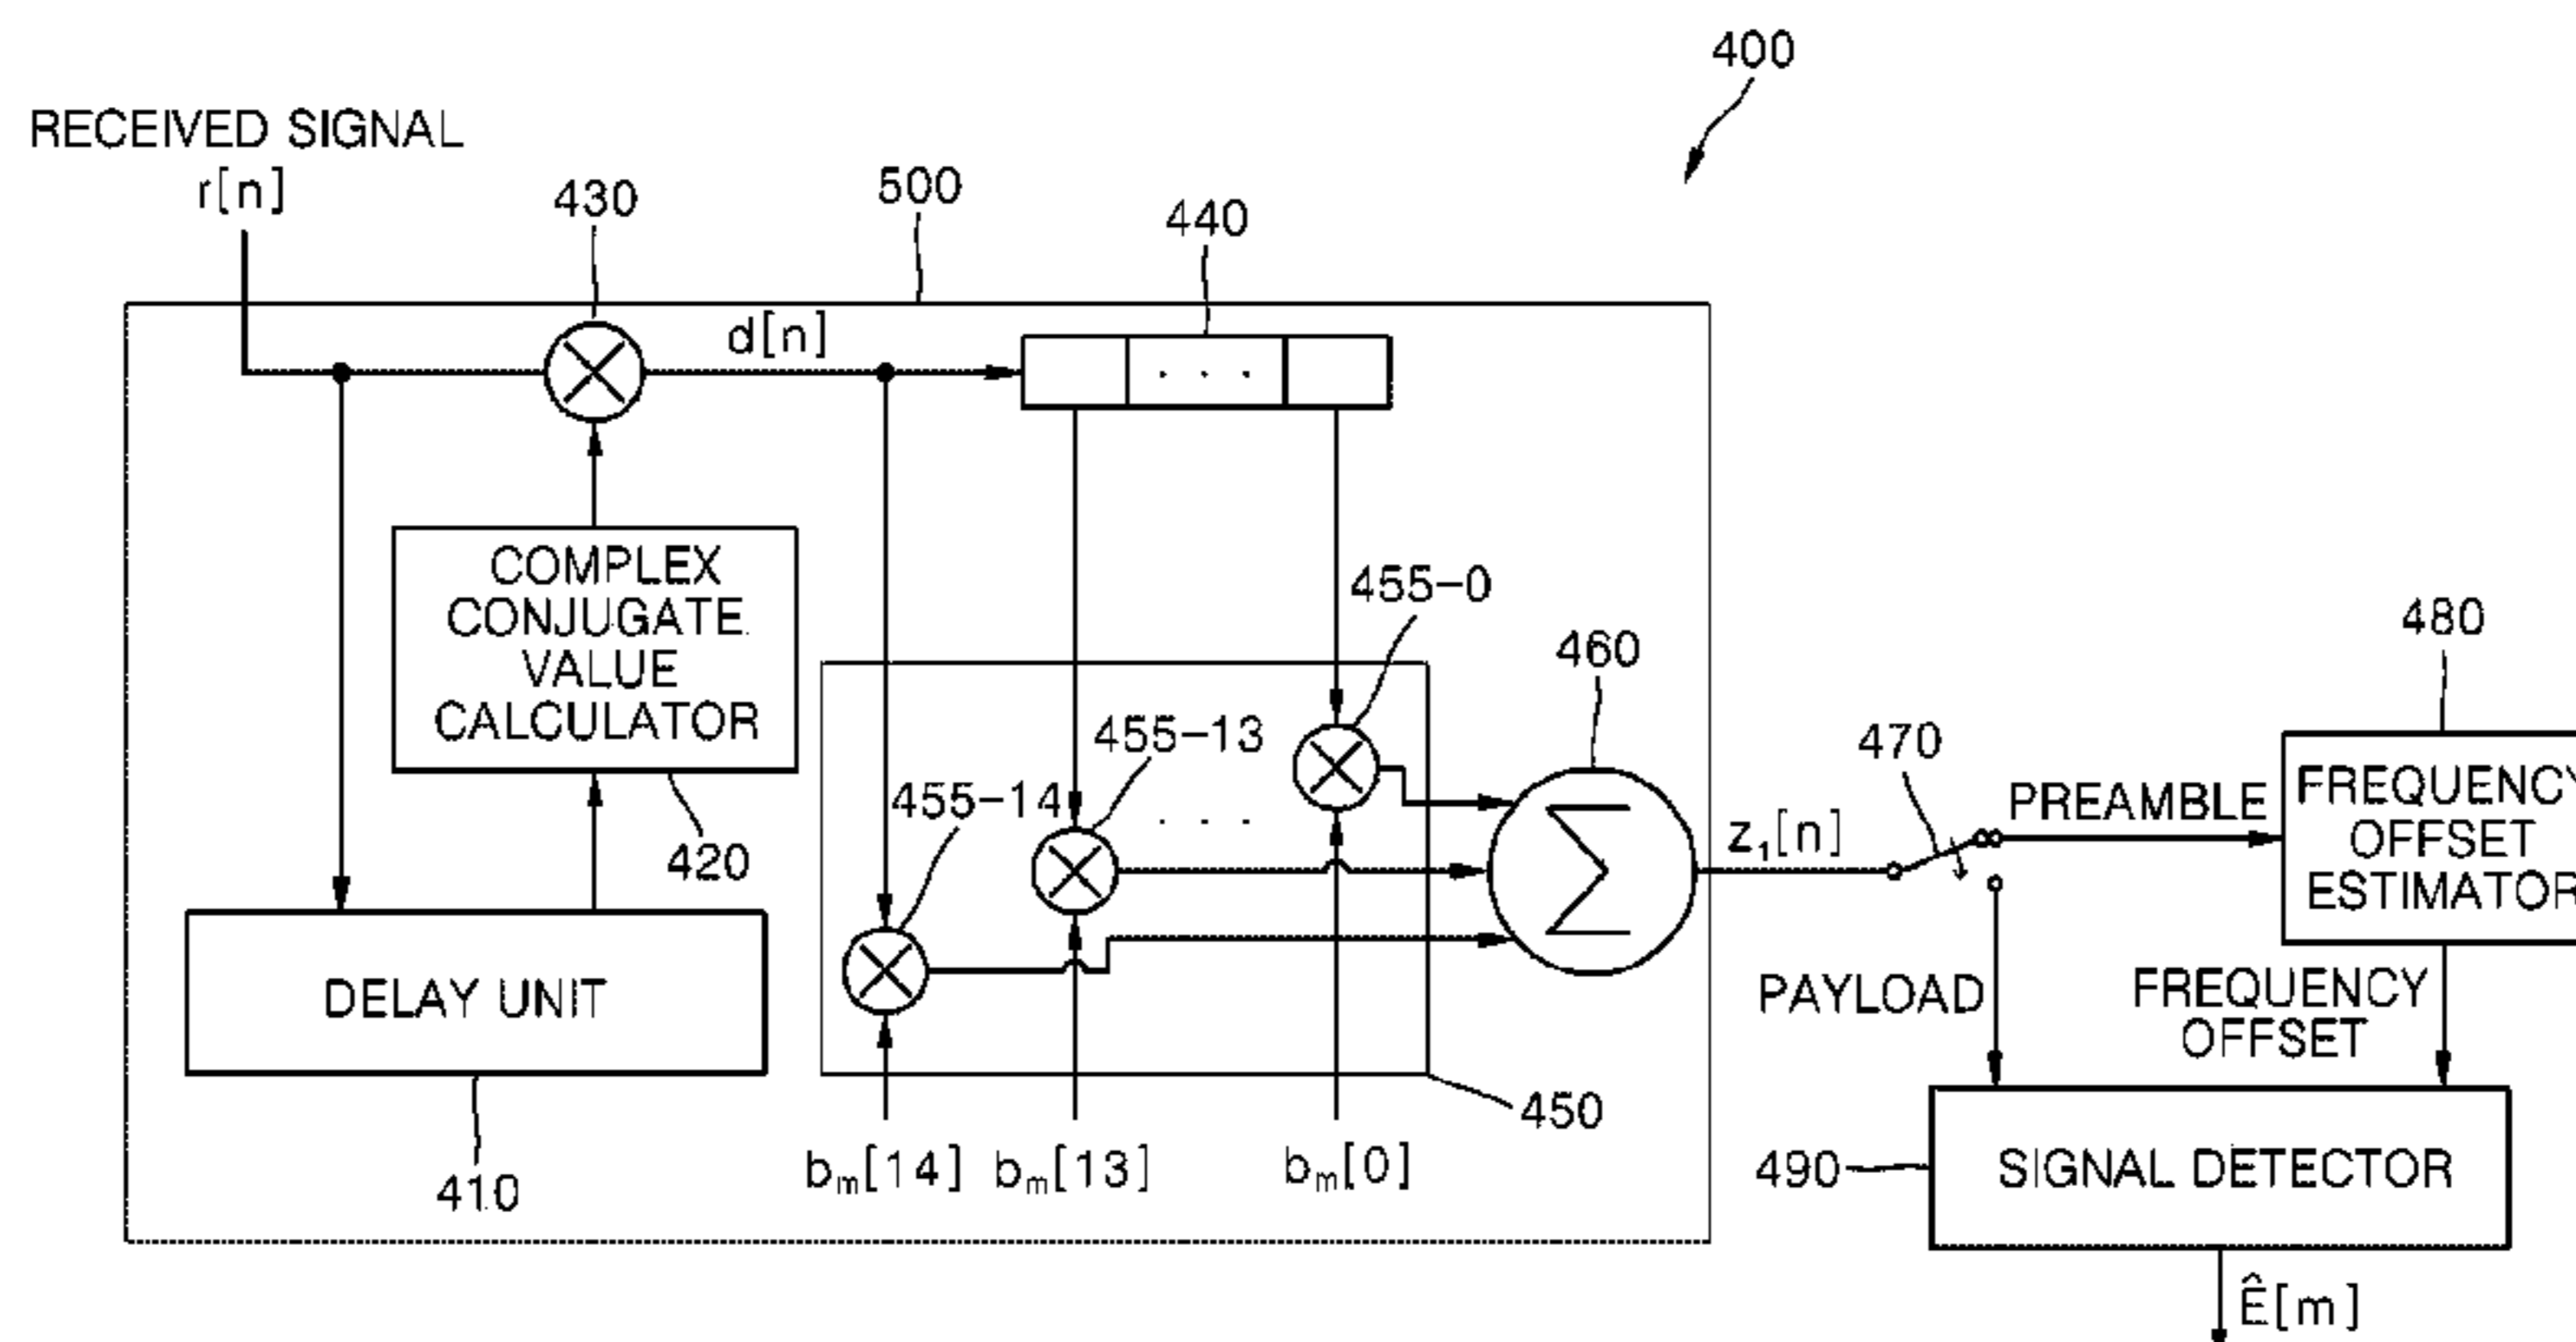 400
RECEIVED SIGNAL
r[n]
430
500
440
d[n]
COMPLEX
CONJUGATE
VALUE
CALCULATOR
420
DELAY UNIT
410
455-0
455-13
455-14
. . .
. . .
460
450
bₘ[14]
bₘ[13]
bₘ[0]
z₁[n]
470
PREAMBLE
480
FREQUENCY
OFFSET
ESTIMATOR
PAYLOAD
FREQUENCY
OFFSET
490
SIGNAL DETECTOR
Ê[m]